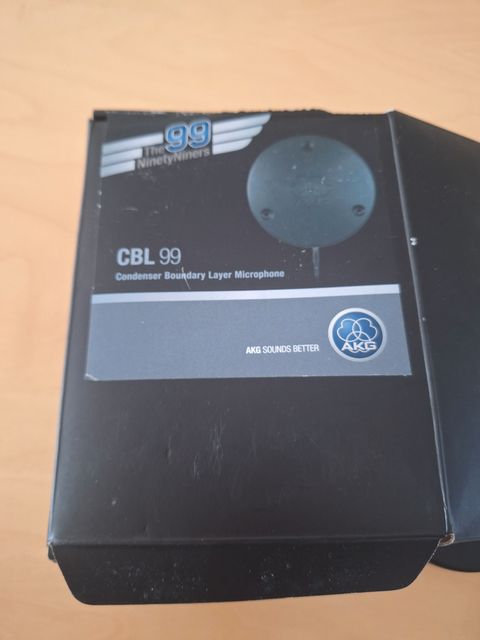 The 99
NinetyNiners
CBL 99
Condenser Boundary Layer Microphone
AKG SOUNDS BETTER
AKG